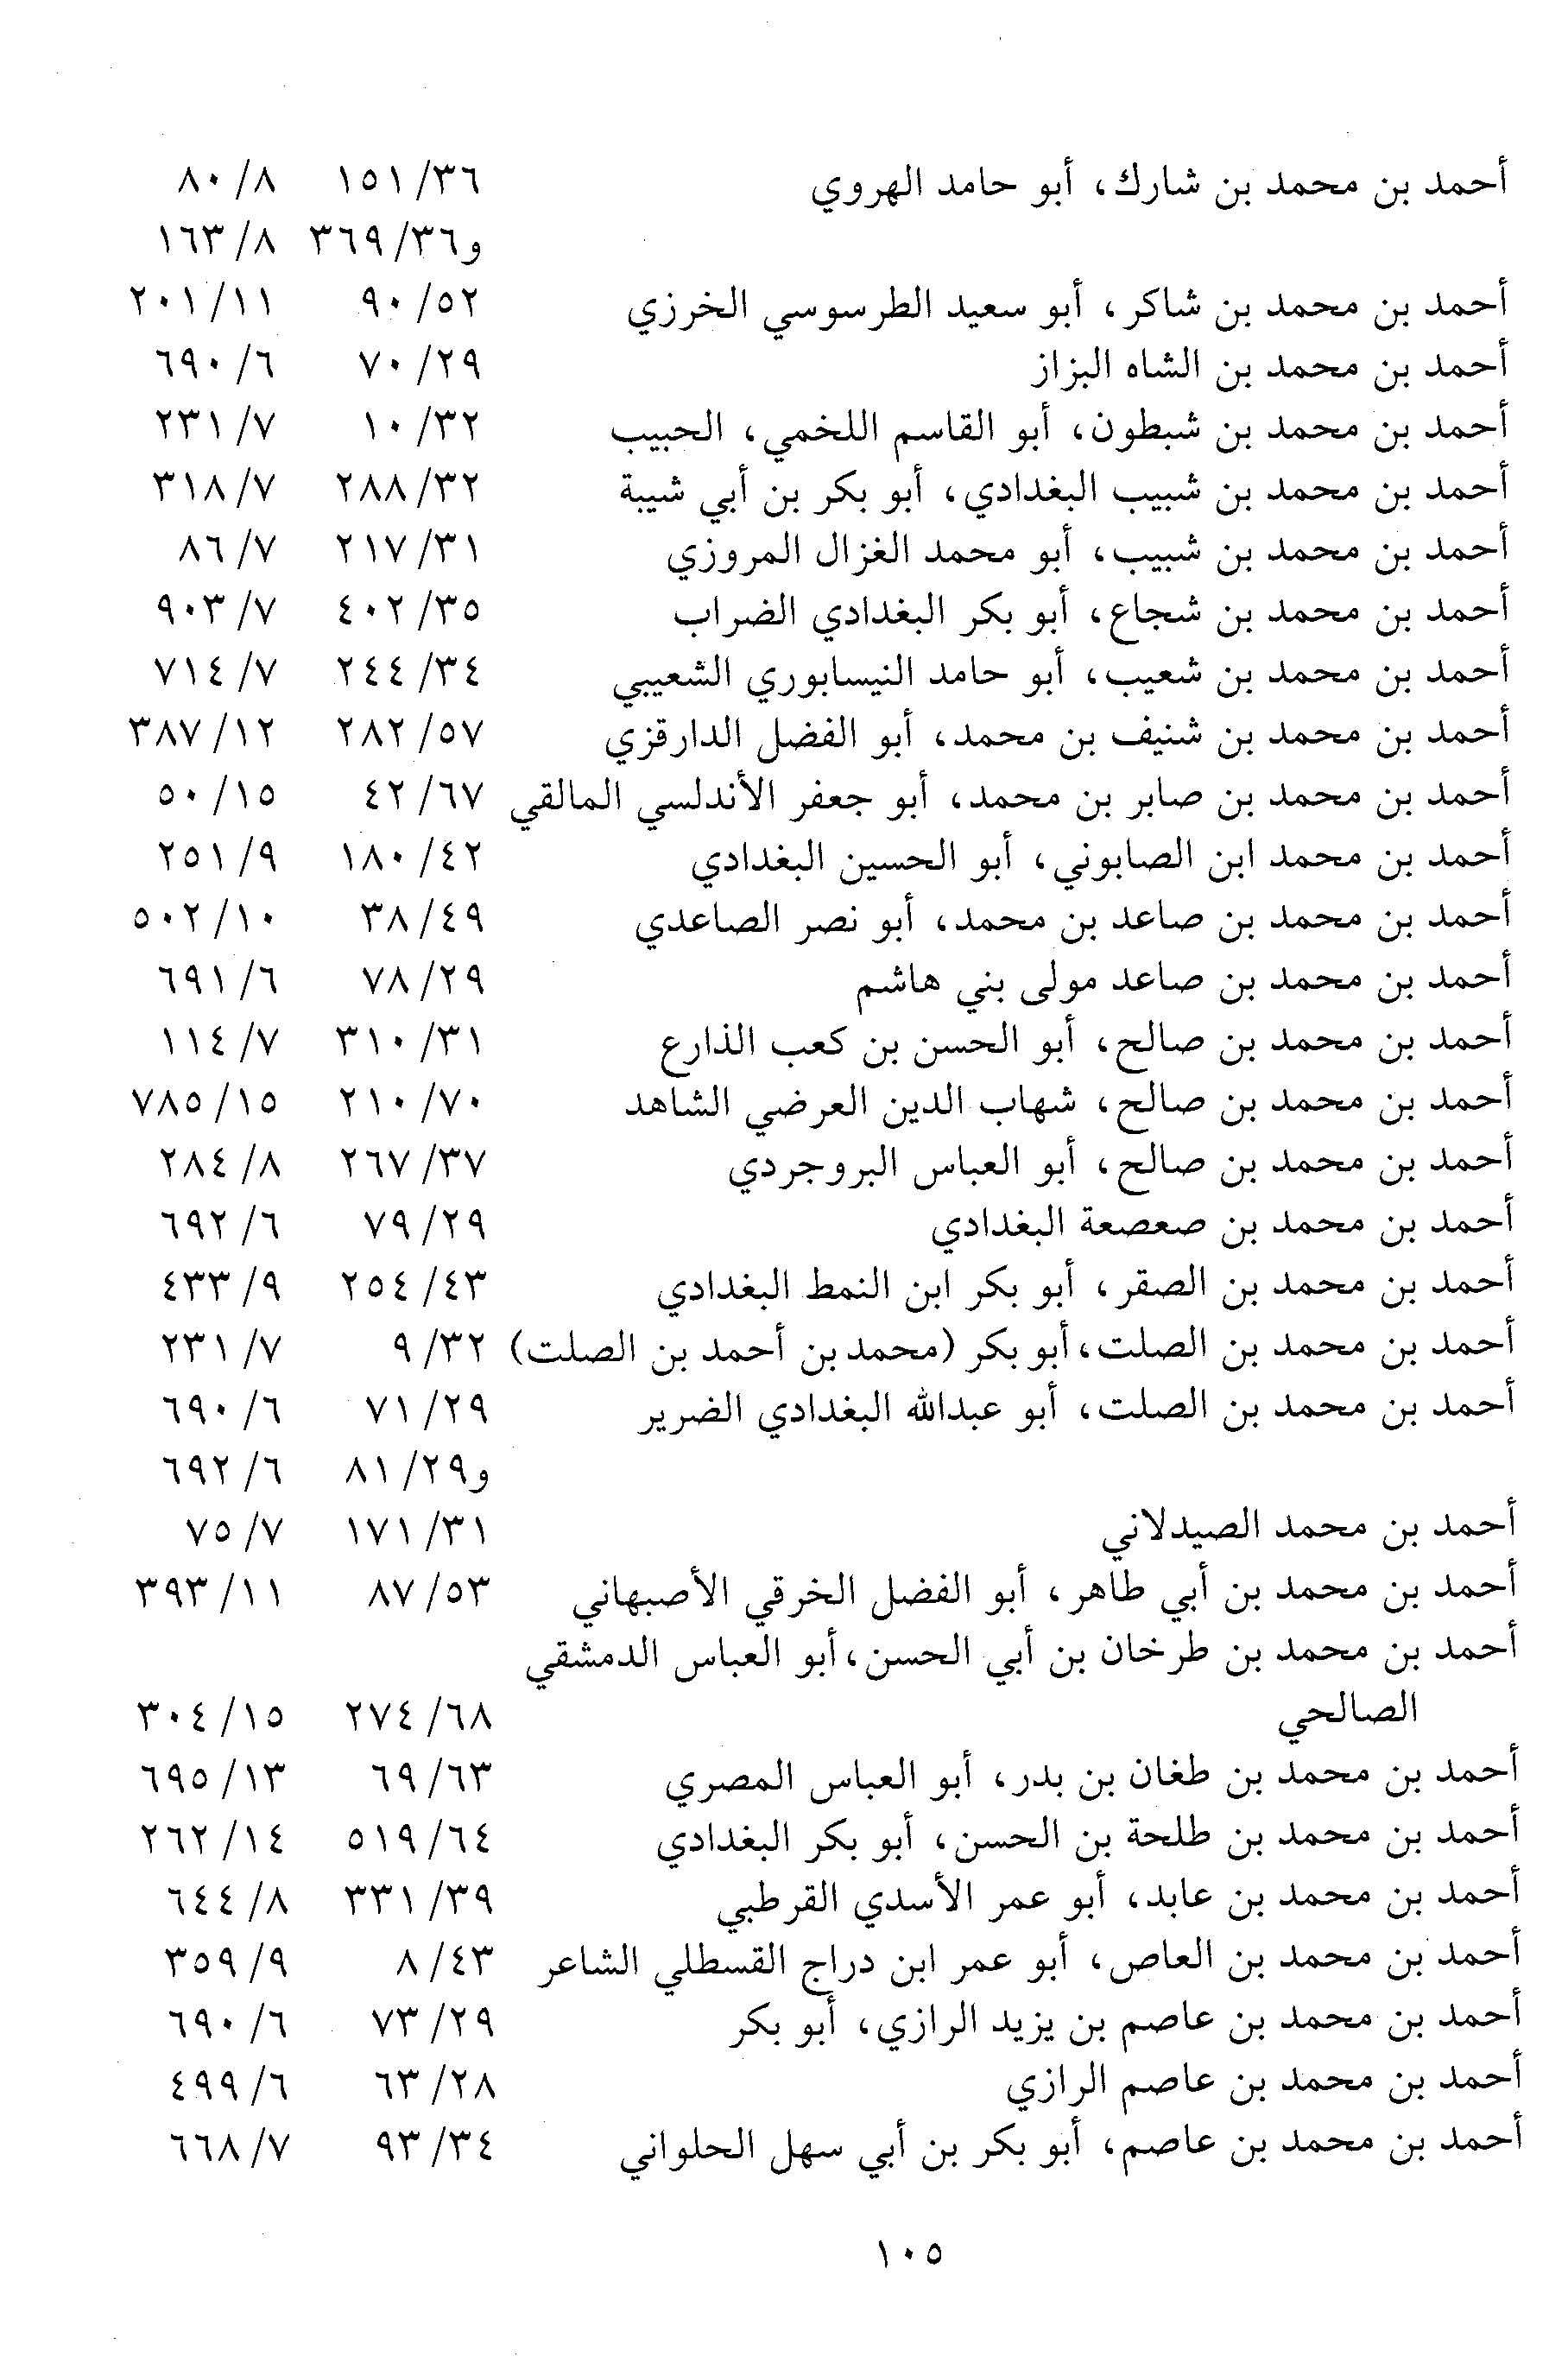 أحمد بن محمد بن شارك، أبو حامد الهروي ٣٦/ ١٥١ ٨/ ٨٠
و٣٦/ ٣٦٩ ٨/ ١٦٣
أحمد بن محمد بن شاكر، أبو سعيد الطرسوسي الخرزي ٥٢/ ٩٠ ١١/ ٢٠١
أحمد بن محمد بن الشاه البزاز ٢٩/ ٧٠ ٦/ ٦٩٠
أحمد بن محمد بن شبطون، أبو القاسم اللخمي، الحبيب ٣٢/ ١٠ ٧/ ٢٣١
أحمد بن محمد بن شبيب البغدادي، أبو بكر بن أبي شيبة ٣٢/ ٢٨٨ ٧/ ٣١٨
أحمد بن محمد بن شبيب، أبو محمد الغزال المروزي ٣١/ ٢١٧ ٧/ ٨٦
أحمد بن محمد بن شجاع، أبو بكر البغدادي الضراب ٣٥/ ٤٠٢ ٧/ ٩٠٣
أحمد بن محمد بن شعيب، أبو حامد النيسابوري الشعيبي ٣٤/ ٢٤٤ ٧/ ٧١٤
أحمد بن محمد بن شنيف بن محمد، أبو الفضل الدارقزي ٥٧/ ٢٨٢ ١٢/ ٣٨٧
أحمد بن محمد بن صابر بن محمد، أبو جعفر الأندلسي المالقي ٦٧/ ٤٢ ١٥/ ٥٠
أحمد بن محمد ابن الصابوني، أبو الحسين البغدادي ٤٢/ ١٨٠ ٩/ ٢٥١
أحمد بن محمد بن صاعد بن محمد، أبو نصر الصاعدي ٤٩/ ٣٨ ١٠/ ٥٠٢
أحمد بن محمد بن صاعد مولى بني هاشم ٢٩/ ٧٨ ٦/ ٦٩١
أحمد بن محمد بن صالح، أبو الحسن بن كعب الذارع ٣١/ ٣١٠ ٧/ ١١٤
أحمد بن محمد بن صالح، شهاب الدين العرضي الشاهد ٧٠/ ٢١٠ ١٥/ ٧٨٥
أحمد بن محمد بن صالح، أبو العباس البروجردي ٣٧/ ٢٦٧ ٨/ ٢٨٤
أحمد بن محمد بن صعصعة البغدادي ٢٩/ ٧٩ ٦/ ٦٩٢
أحمد بن محمد بن الصقر، أبو بكر ابن النمط البغدادي ٤٣/ ٢٥٤ ٩/ ٤٣٣
أحمد بن محمد بن الصلت، أبو بكر (محمد بن أحمد بن الصلت) ٣٢/ ٩ ٧/ ٢٣١
أحمد بن محمد بن الصلت، أبو عبدالله البغدادي الضرير ٢٩/ ٧١ ٦/ ٦٩٠
و٢٩/ ٨١ ٦/ ٦٩٢
أحمد بن محمد الصيدلاني ٣١/ ١٧١ ٧/ ٧٥
أحمد بن محمد بن أبي طاهر، أبو الفضل الخرقي الأصبهاني ٥٣/ ٨٧ ١١/ ٣٩٣
أحمد بن محمد بن طرخان بن أبي الحسن، أبو العباس الدمشقي
الصالحي ٦٨/ ٢٧٤ ١٥/ ٣٠٤
أحمد بن محمد بن طغان بن بدر، أبو العباس المصري ٦٣/ ٦٩ ١٣/ ٦٩٥
أحمد بن محمد بن طلحة بن الحسن، أبو بكر البغدادي ٦٤/ ٥١٩ ١٤/ ٢٦٢
أحمد بن محمد بن عابد، أبو عمر الأسدي القرطبي ٣٩/ ٣٣١ ٨/ ٦٤٤
أحمد بن محمد بن العاص، أبو عمر ابن دراج القسطلي الشاعر ٤٣/ ٨ ٩/ ٣٥٩
أحمد بن محمد بن عاصم بن يزيد الرازي، أبو بكر ٢٩/ ٧٣ ٦/ ٦٩٠
أحمد بن محمد بن عاصم الرازي ٢٨/ ٦٣ ٦/ ٤٩٩
أحمد بن محمد بن عاصم، أبو بكر بن أبي سهل الحلواني ٣٤/ ٩٣ ٧/ ٦٦٨
١٠٥